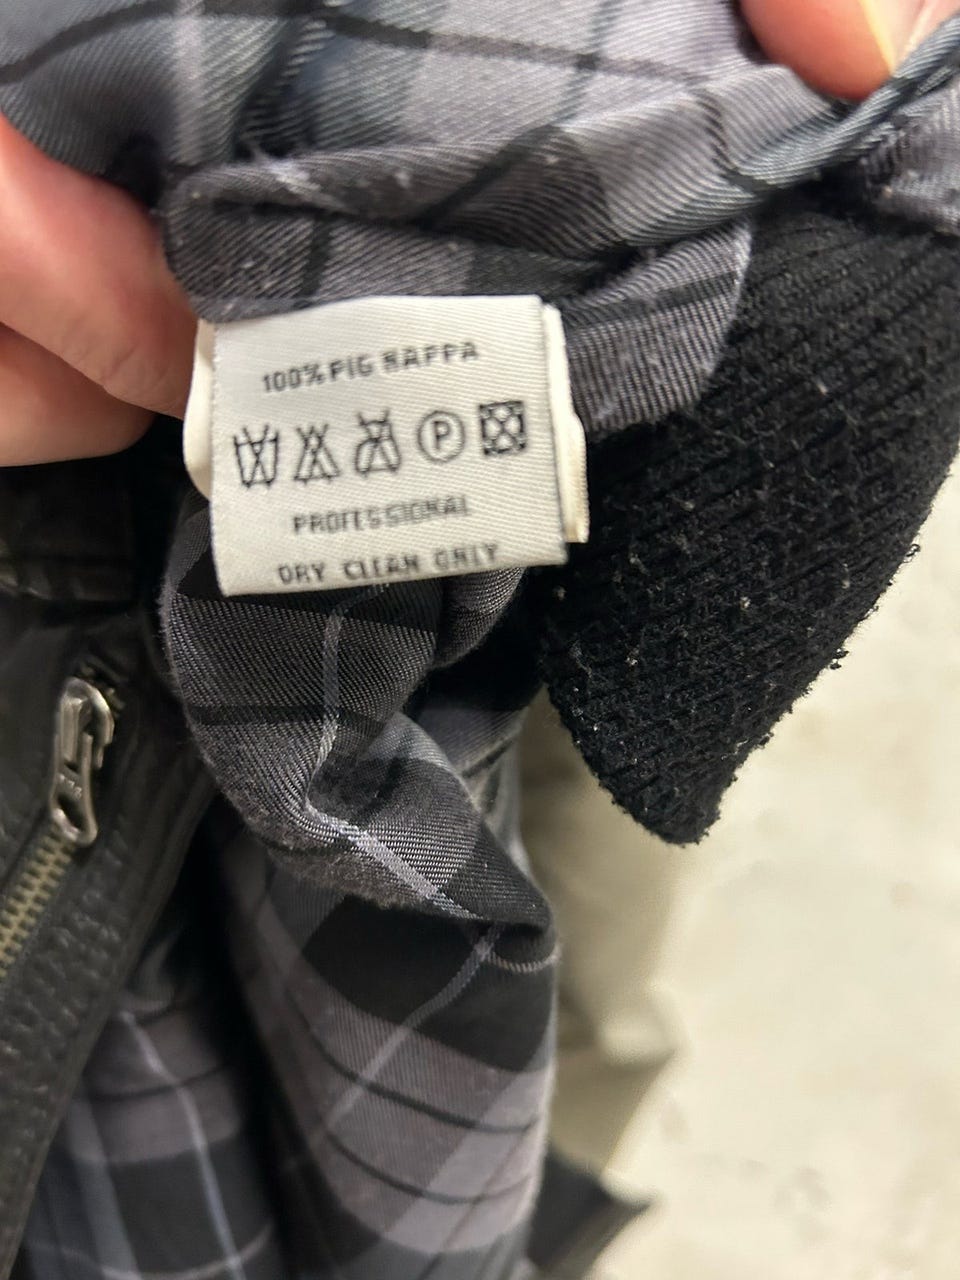 100% PIG NAPPA
P
PROFESSIONAL
DRY CLEAN ONLY